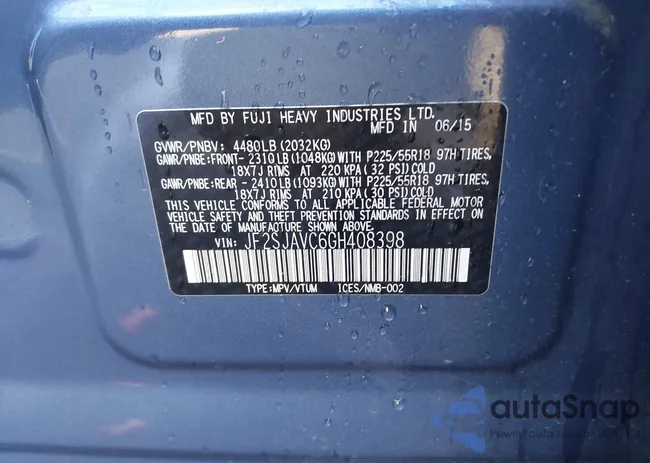 MFD BY FUJI HEAVY INDUSTRIES LTD.
MFD IN 06/15
GVWR/PNBV: 4480LB(2032KG)
GAWR/PNBE:FRONT- 2310LB(1048KG)WITH P225/55R18 97H TIRES,
18X7J RIMS AT 220 KPA(32 PSI)COLD
GAWR/PNBE:REAR - 2410LB(1093KG)WITH P225/55R18 97H TIRES,
18X7J RIMS AT 210 KPA(30 PSI)COLD
THIS VEHICLE CONFORMS TO ALL APPLICABLE FEDERAL MOTOR
VEHICLE SAFETY AND THEFT PREVENTION STANDARDS IN EFFECT ON
THE DATE OF MANUFACTURE SHOWN ABOVE.
VIN: JF2SJAVC6GH408398
TYPE:MPV/VTUM ICES/NMB-002
autaSnap